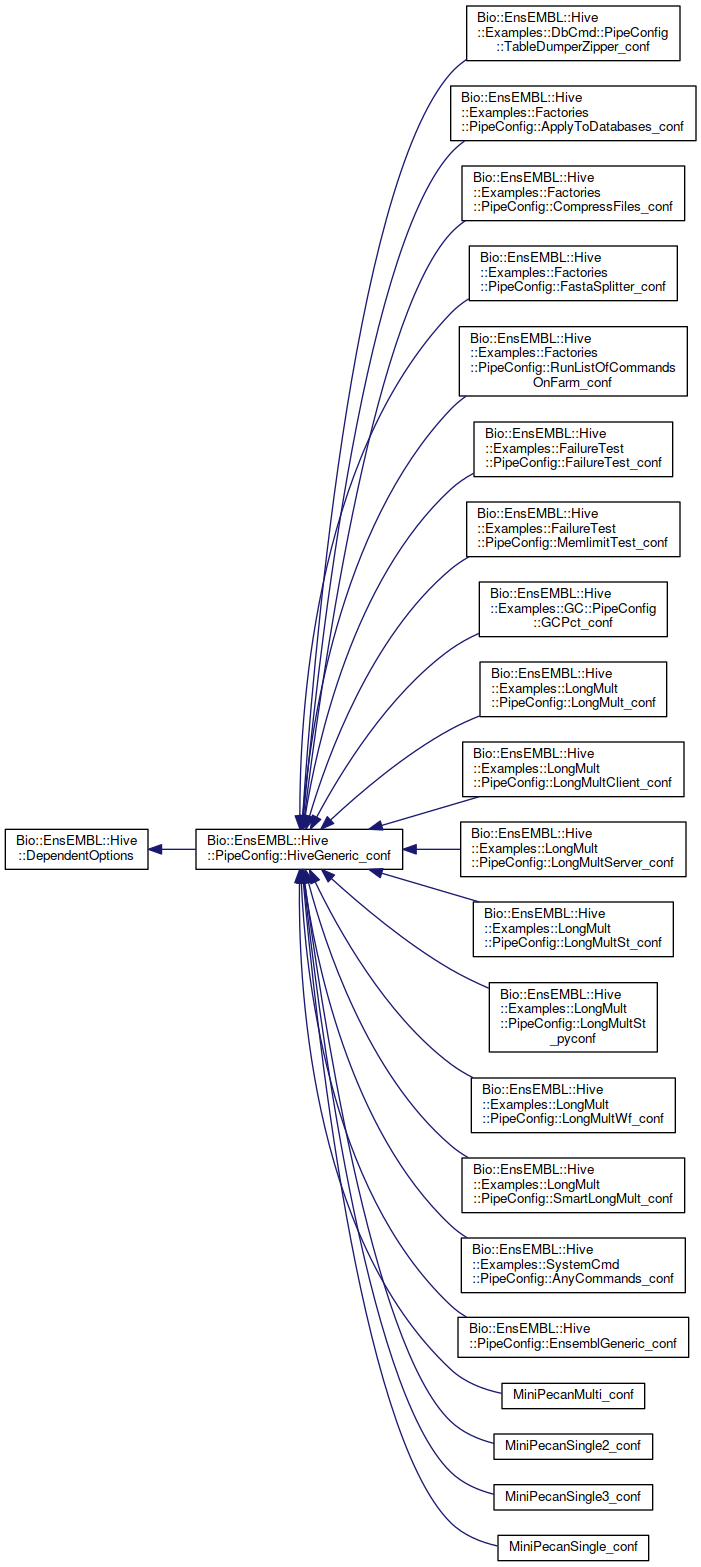 Bio::EnsEMBL::Hive
::Examples::DbCmd::PipeConfig
::TableDumperZipper_conf
Bio::EnsEMBL::Hive
::Examples::Factories
::PipeConfig::ApplyToDatabases_conf
Bio::EnsEMBL::Hive
::Examples::Factories
::PipeConfig::CompressFiles_conf
Bio::EnsEMBL::Hive
::Examples::Factories
::PipeConfig::FastaSplitter_conf
Bio::EnsEMBL::Hive
::Examples::Factories
::PipeConfig::RunListOfCommands
OnFarm_conf
Bio::EnsEMBL::Hive
::Examples::FailureTest
::PipeConfig::FailureTest_conf
Bio::EnsEMBL::Hive
::Examples::FailureTest
::PipeConfig::MemlimitTest_conf
Bio::EnsEMBL::Hive
::Examples::GC::PipeConfig
::GCPct_conf
Bio::EnsEMBL::Hive
::Examples::LongMult
::PipeConfig::LongMult_conf
Bio::EnsEMBL::Hive
::Examples::LongMult
::PipeConfig::LongMultClient_conf
Bio::EnsEMBL::Hive
::DependentOptions
Bio::EnsEMBL::Hive
::PipeConfig::HiveGeneric_conf
Bio::EnsEMBL::Hive
::Examples::LongMult
::PipeConfig::LongMultServer_conf
Bio::EnsEMBL::Hive
::Examples::LongMult
::PipeConfig::LongMultSt_conf
Bio::EnsEMBL::Hive
::Examples::LongMult
::PipeConfig::LongMultSt
_pyconf
Bio::EnsEMBL::Hive
::Examples::LongMult
::PipeConfig::LongMultWf_conf
Bio::EnsEMBL::Hive
::Examples::LongMult
::PipeConfig::SmartLongMult_conf
Bio::EnsEMBL::Hive
::Examples::SystemCmd
::PipeConfig::AnyCommands_conf
Bio::EnsEMBL::Hive
::PipeConfig::EnsemblGeneric_conf
MiniPecanMulti_conf
MiniPecanSingle2_conf
MiniPecanSingle3_conf
MiniPecanSingle_conf